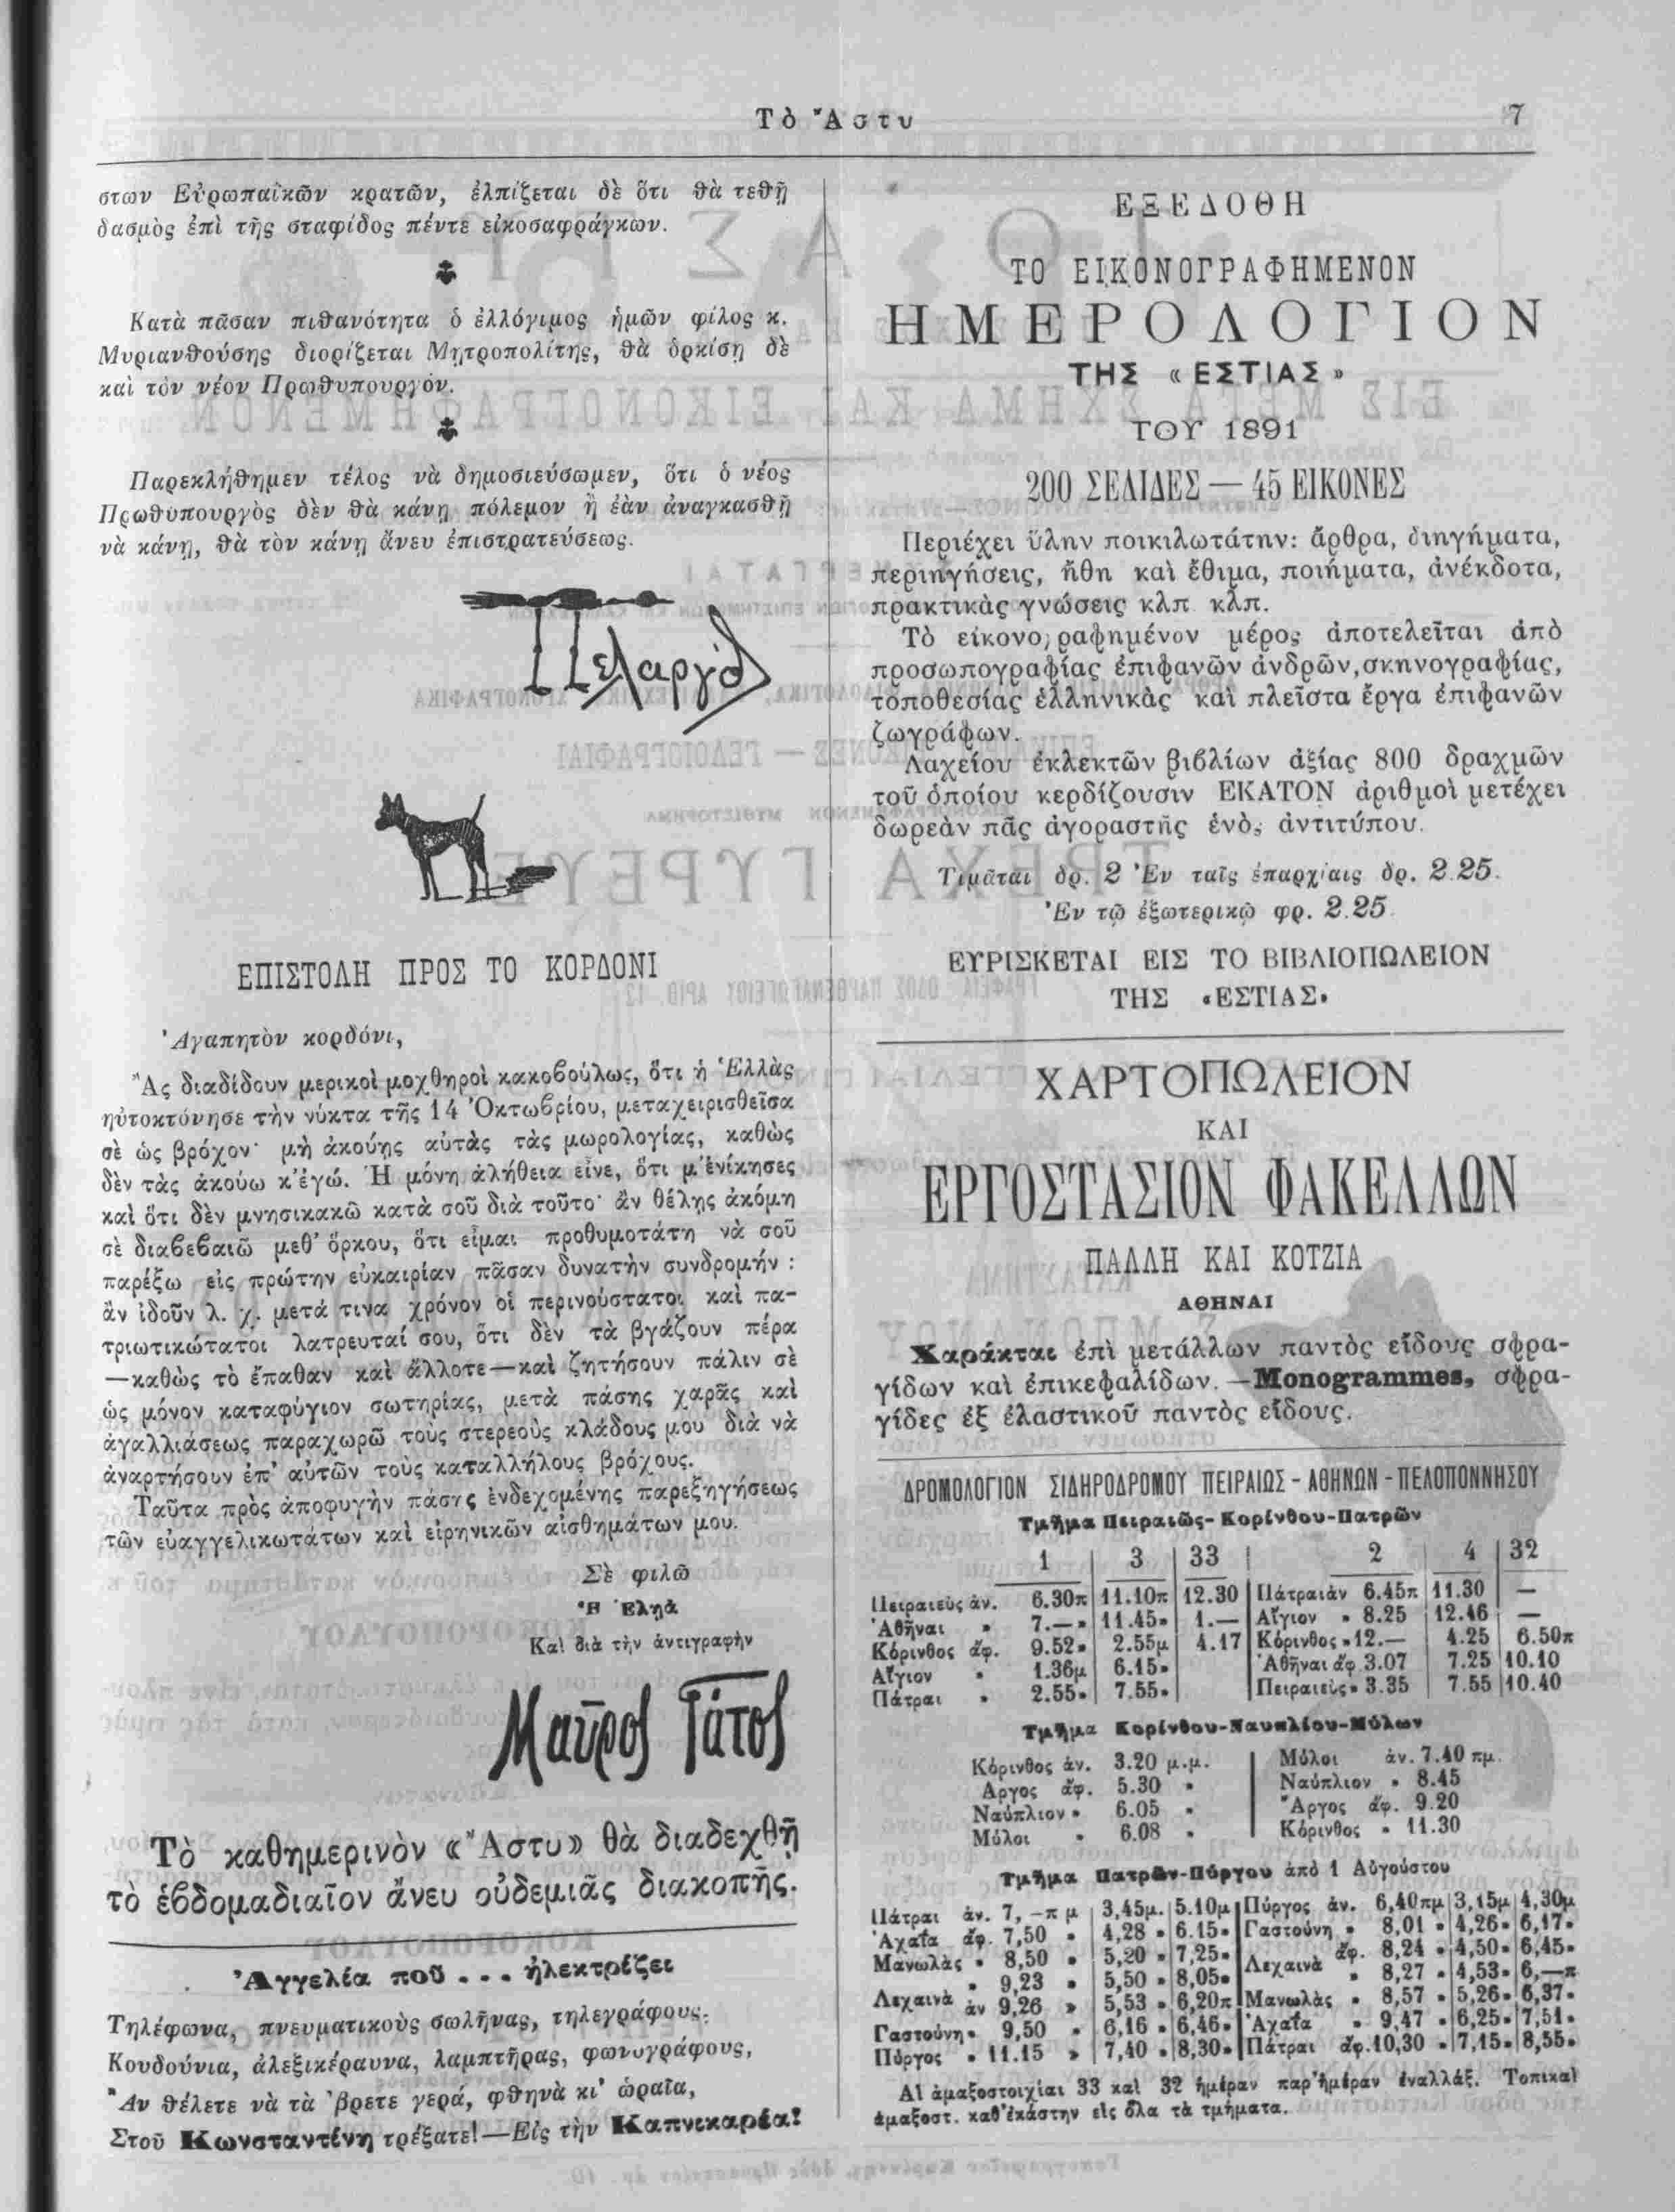 Τὸ Ἄστυ
7
στων Εὐρωπαϊκῶν κρατῶν, ἐλπίζεται δὲ ὅτι θὰ τεθῇ
δασμὸς ἐπὶ τῆς σταφίδος πέντε εἰκοσαφράγκων.
Κατὰ πᾶσαν πιθανότητα ὁ ἐλλόγιμος ἡμῶν φίλος κ.
Μυριανθούσης διορίζεται Μητροπολίτης, θὰ ὁρκίσῃ δὲ
καὶ τὸν νέον Πρωθυπουργόν.
Παρεκλήθημεν τέλος νὰ δημοσιεύσωμεν, ὅτι ὁ νέος
Πρωθυπουργὸς δὲν θὰ κάνῃ πόλεμον ἢ ἐὰν ἀναγκασθῇ
νὰ κάνῃ, θὰ τὸν κάνῃ ἄνευ ἐπιστρατεύσεως.
Πελαργός
ΕΠΙΣΤΟΛΗ ΠΡΟΣ ΤΟ ΚΟΡΔΟΝΙ
Ἀγαπητὸν κορδόνι,
Ἂς διαδίδουν μερικοὶ μοχθηροὶ κακοβούλως, ὅτι ἡ Ἑλλὰς
ηὐτοκτόνησε τὴν νύκτα τῆς 14 Ὀκτωβρίου, μεταχειρισθεῖσα
σὲ ὡς βρόχον· μὴ ἀκούῃς αὐτὰς τὰς μωρολογίας, καθὼς
δὲν τὰς ἀκούω κ' ἐγώ. Ἡ μόνη ἀλήθεια εἶνε, ὅτι μ' ἐνίκησες
καὶ ὅτι δὲν μνησικακῶ κατὰ σοῦ διὰ τοῦτο· ἂν θέλῃς ἀκόμη
σὲ διαβεβαιῶ μεθ' ὅρκου, ὅτι εἶμαι προθυμοτάτη νὰ σοῦ
παρέξω εἰς πρώτην εὐκαιρίαν πᾶσαν δυνατὴν συνδρομήν :
ἂν ἰδοῦν λ. χ. μετά τινα χρόνον οἱ περινούστατοι καὶ πα-
τριωτικώτατοι λατρευταί σου, ὅτι δὲν τὰ βγάζουν πέρα
—καθὼς τὸ ἔπαθαν καὶ ἄλλοτε—καὶ ζητήσουν πάλιν σὲ
ὡς μόνον καταφύγιον σωτηρίας, μετὰ πάσης χαρᾶς καὶ
ἀγαλλιάσεως παραχωρῶ τοὺς στερεοὺς κλάδους μου διὰ νὰ
ἀναρτήσουν ἐπ' αὐτῶν τοὺς καταλλήλους βρόχους.
Ταῦτα πρὸς ἀποφυγὴν πάσης ἐνδεχομένης παρεξηγήσεως
τῶν εὐαγγελικωτάτων καὶ εἰρηνικῶν αἰσθημάτων μου.
Σὲ φιλῶ
Ἡ Ἐληὰ
Καὶ διὰ τὴν ἀντιγραφὴν
Μαῦρος Γάτος
Τὸ καθημερινὸν «Ἄστυ» θὰ διαδεχθῇ
τὸ ἑβδομαδιαῖον ἄνευ οὐδεμιᾶς διακοπῆς.
Ἀγγελία ποῦ . . . ἠλεκτρίζει
Τηλέφωνα, πνευματικοὺς σωλῆνας, τηλεγράφους,
Κουδούνια, ἀλεξικέραυνα, λαμπτῆρας, φωνογράφους,
Ἂν θέλετε νὰ τὰ 'βρετε γερά, φθηνὰ κι' ὡραῖα,
Στοῦ Κωνσταντίνη τρέξατε!—Εἰς τὴν Καπνικαρέα!
ΕΞΕΔΟΘΗ
ΤΟ ΕΙΚΟΝΟΓΡΑΦΗΜΕΝΟΝ
ΗΜΕΡΟΛΟΓΙΟΝ
ΤΗΣ «ΕΣΤΙΑΣ»
ΤΟΥ 1891
200 ΣΕΛΙΔΕΣ — 45 ΕΙΚΟΝΕΣ
Περιέχει ὕλην ποικιλωτάτην: ἄρθρα, διηγήματα,
περιηγήσεις, ἤθη καὶ ἔθιμα, ποιήματα, ἀνέκδοτα,
πρακτικὰς γνώσεις κλπ κλπ.
Τὸ εἰκονογραφημένον μέρος ἀποτελεῖται ἀπὸ
προσωπογραφίας ἐπιφανῶν ἀνδρῶν, σκηνογραφίας,
τοποθεσίας ἑλληνικὰς καὶ πλεῖστα ἔργα ἐπιφανῶν
ζωγράφων.
Λαχείου ἐκλεκτῶν βιβλίων ἀξίας 800 δραχμῶν
τοῦ ὁποίου κερδίζουσιν ΕΚΑΤΟΝ ἀριθμοὶ μετέχει
δωρεὰν πᾶς ἀγοραστὴς ἑνὸς ἀντιτύπου.
Τιμᾶται δρ. 2 Ἐν ταῖς ἐπαρχίαις δρ. 2.25.
Ἐν τῷ ἐξωτερικῷ φρ. 2.25
ΕΥΡΙΣΚΕΤΑΙ ΕΙΣ ΤΟ ΒΙΒΛΙΟΠΩΛΕΙΟΝ
ΤΗΣ «ΕΣΤΙΑΣ»
ΧΑΡΤΟΠΩΛΕΙΟΝ
ΚΑΙ
ΕΡΓΟΣΤΑΣΙΟΝ ΦΑΚΕΛΛΩΝ
ΠΑΛΛΗ ΚΑΙ ΚΟΤΖΙΑ
ΑΘΗΝΑΙ
Χαράκται ἐπὶ μετάλλων παντὸς εἴδους σφρα-
γίδων καὶ ἐπικεφαλίδων.—Monogrammes, σφρα-
γίδες ἐξ ἐλαστικοῦ παντὸς εἴδους.
ΔΡΟΜΟΛΟΓΙΟΝ ΣΙΔΗΡΟΔΡΟΜΟΥ ΠΕΙΡΑΙΩΣ - ΑΘΗΝΩΝ - ΠΕΛΟΠΟΝΝΗΣΟΥ
Τμῆμα Πειραιῶς-Κορίνθου-Πατρῶν
1 3 33 2 4 32
Πειραιεὺς ἀν. 6.30π 11.10π 12.30 Πάτραι ἀν 6.45π 11.30 —
Ἀθῆναι » 7.—» 11.45» 1.— Αἴγιον » 8.25 12.46 —
Κόρινθος ἀφ. 9.52» 2.55μ 4.17 Κόρινθος » 12.— 4.25 6.50π
Αἴγιον » 1.36μ 6.15» Ἀθῆναι ἀφ 3.07 7.25 10.10
Πάτραι » 2.55» 7.55» Πειραιεὺς » 3.35 7.55 10.40
Τμῆμα Κορίνθου-Ναυπλίου-Μύλων
Κόρινθος ἀν. 3.20 μ.μ. Μύλοι ἀν. 7.40 πμ.
Αργος ἀφ. 5.30 » Ναύπλιον » 8.45
Ναύπλιον » 6.05 » Ἄργος ἀφ. 9.20
Μύλοι » 6.08 » Κόρινθος » 11.30
Τμῆμα Πατρῶν-Πύργου ἀπὸ 1 Αὐγούστου
Πάτραι ἀν. 7,—π μ 3,45μ. 5.10μ Πύργος ἀν. 6,40πμ 3,15μ 4,30μ
Ἀχαΐα ἀφ. 7,50 » 4,28 » 6.15» Γαστούνη » 8,01 » 4,26» 6,17»
Μανωλὰς » 8,50 » 5,20 » 7,25» Λεχαινὰ ἀφ. 8,24 » 4,50» 6,45»
Λεχαινὰ » 9,23 » 5,50 » 8,05» » 8,27 » 4,53» 6,—π
ἀν 9,26 » 5,53 » 6,20π Μανωλὰς » 8,57 » 5,26» 6,37»
Γαστούνη » 9,50 » 6,16 » 6,46» Ἀχαΐα » 9,47 » 6,25» 7,51»
Πύργος » 11.15 » 7,40 » 8,30» Πάτραι ἀφ. 10,30 » 7,15» 8,55»
Αἱ ἁμαξοστοιχίαι 33 καὶ 32 ἡμέραν παρ' ἡμέραν ἐναλλάξ. Τοπικαὶ
ἁμαξοστ. καθ' ἑκάστην εἰς ὅλα τὰ τμήματα.